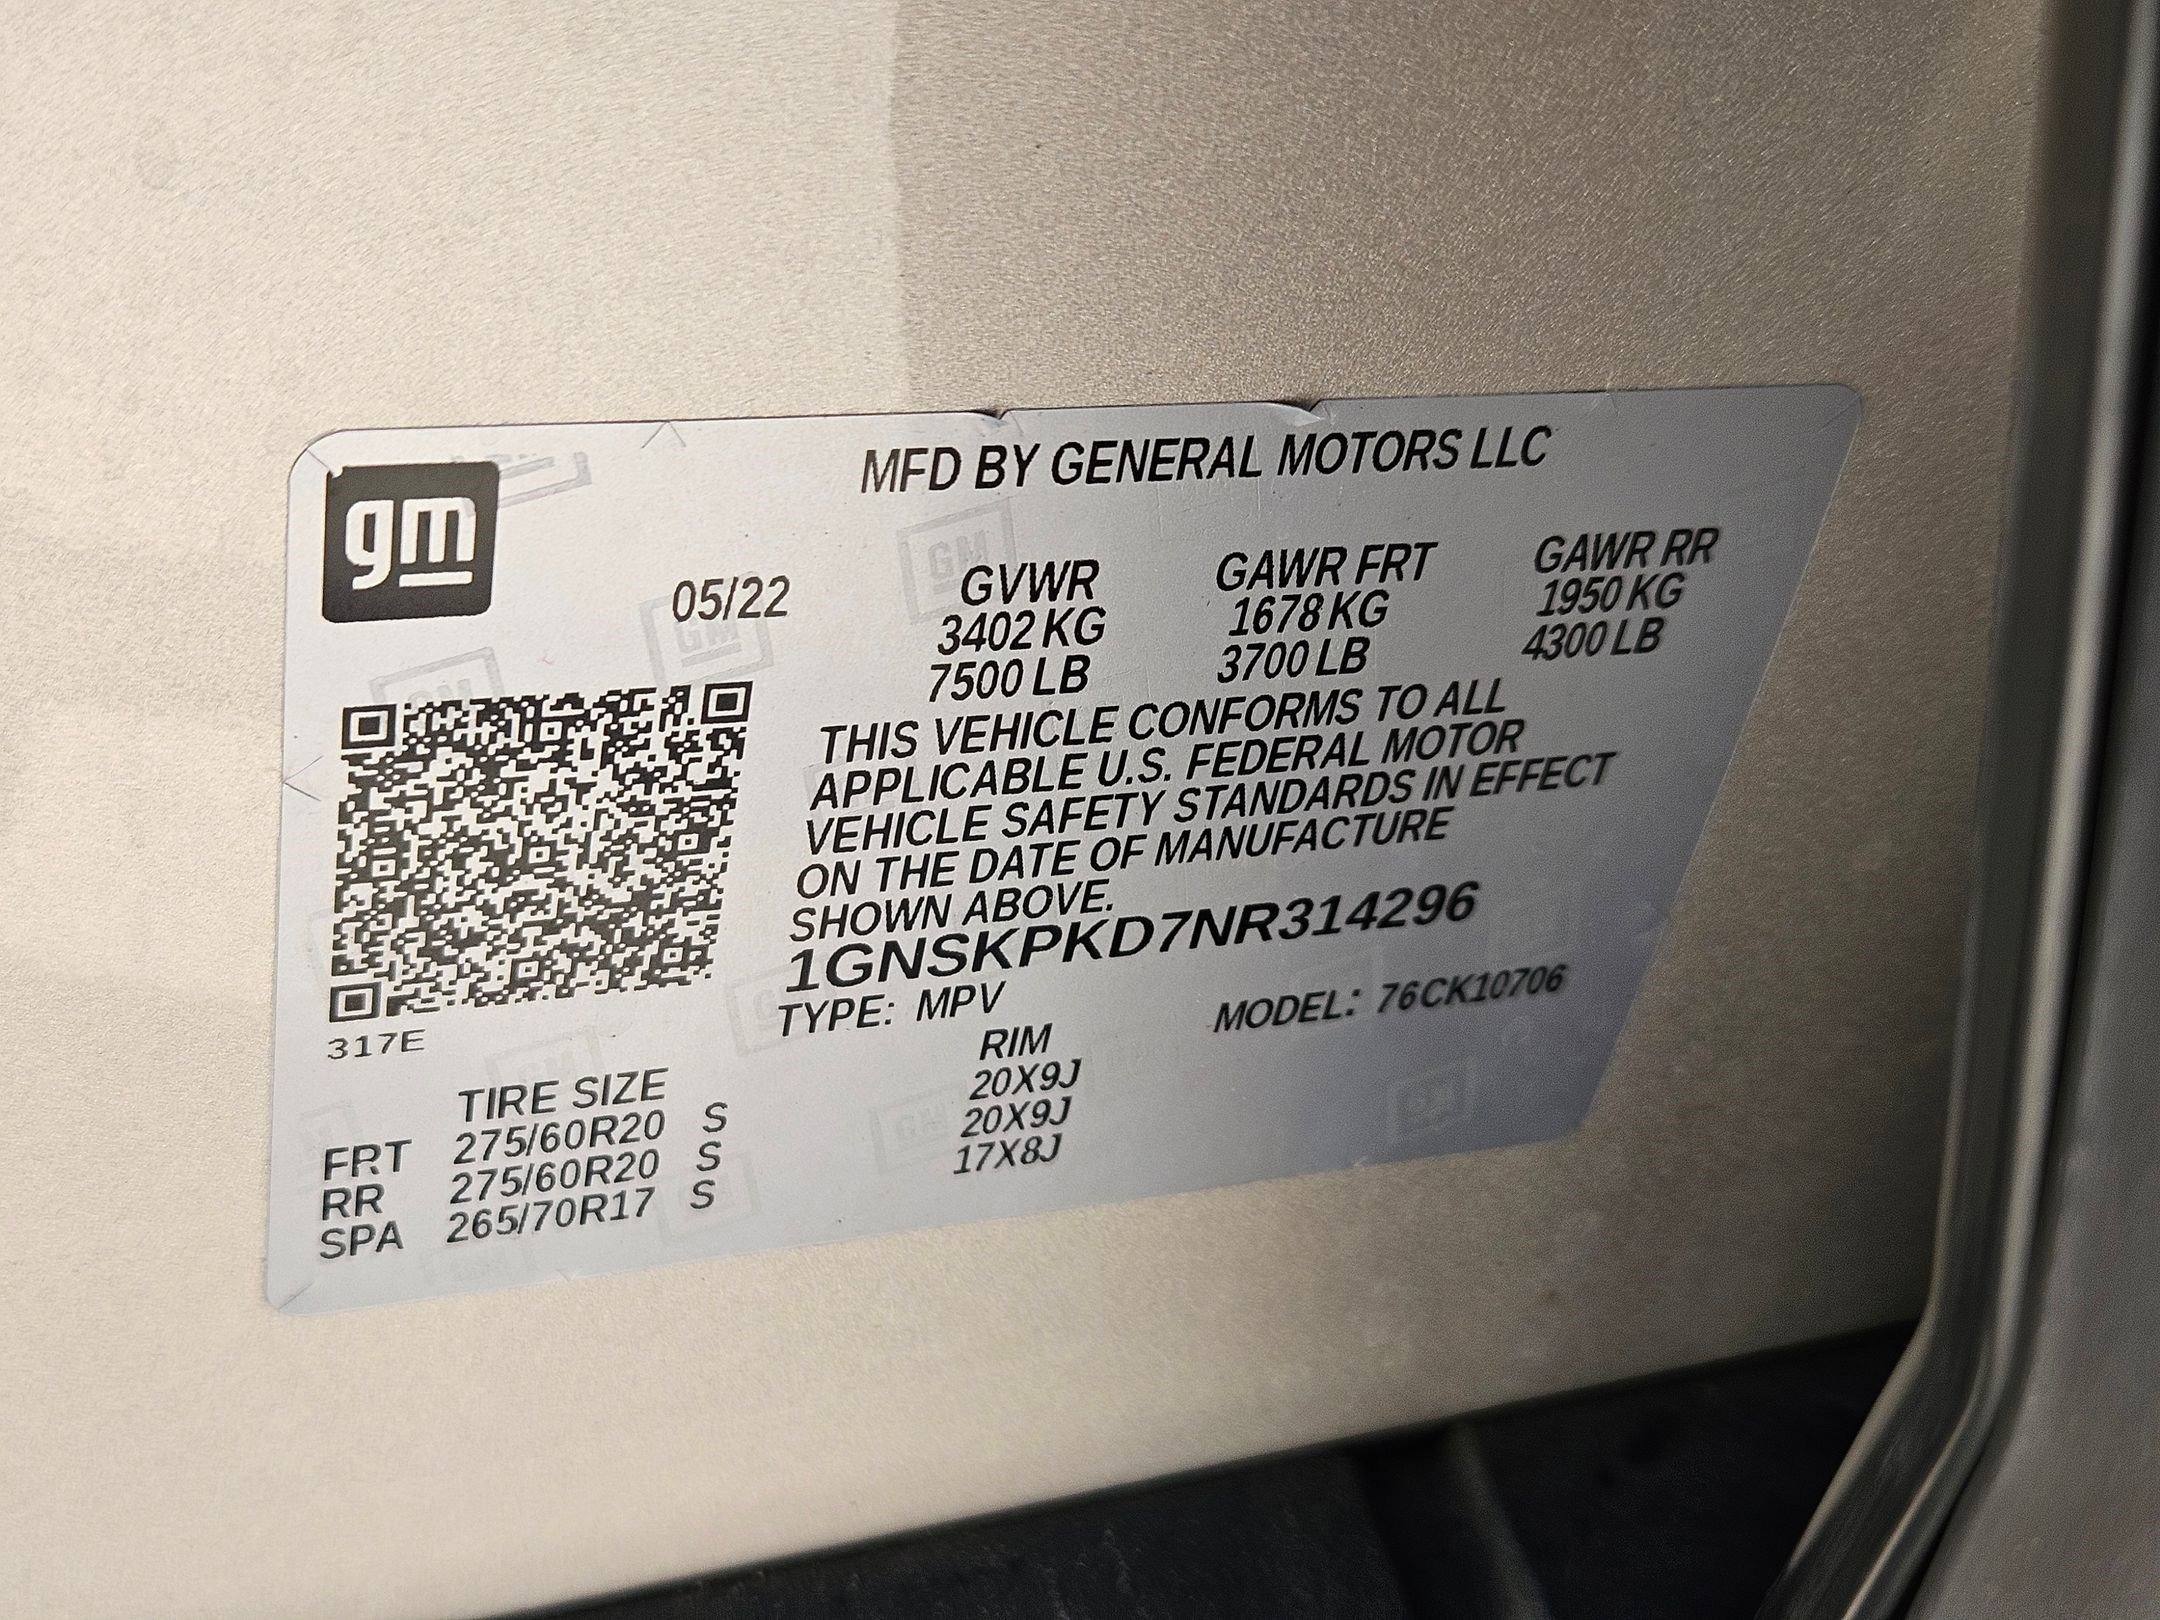 MFD BY GENERAL MOTORS LLC
gm
05/22
GVWR GAWR FRT GAWR RR
3402 KG 1678 KG 1950 KG
7500 LB 3700 LB 4300 LB
THIS VEHICLE CONFORMS TO ALL
APPLICABLE U.S. FEDERAL MOTOR
VEHICLE SAFETY STANDARDS IN EFFECT
ON THE DATE OF MANUFACTURE
SHOWN ABOVE.
1GNSKPKD7NR314296
TYPE: MPV MODEL: 76CK10706
317E
TIRE SIZE RIM
FRT 275/60R20 S 20X9J
RR 275/60R20 S 20X9J
SPA 265/70R17 S 17X8J